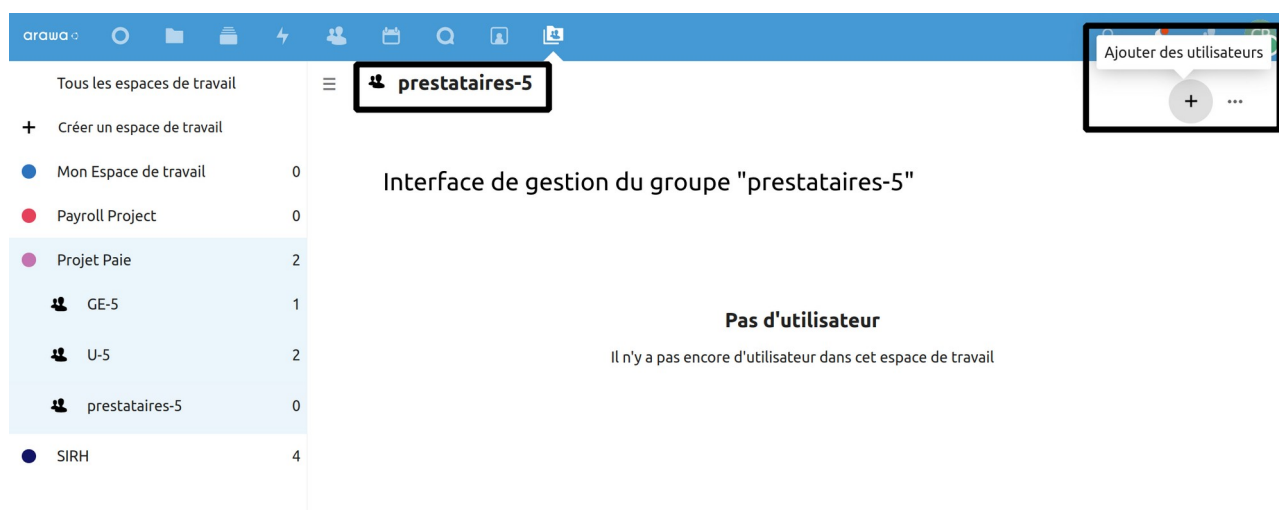 arawa
Ajouter des utilisateurs
Tous les espaces de travail
prestataires-5
+ Créer un espace de travail
+ ...
Mon Espace de travail 0
Interface de gestion du groupe "prestataires-5"
Payroll Project 0
Projet Paie 2
GE-5 1
Pas d'utilisateur
U-5 2
Il n'y a pas encore d'utilisateur dans cet espace de travail
prestataires-5 0
SIRH 4